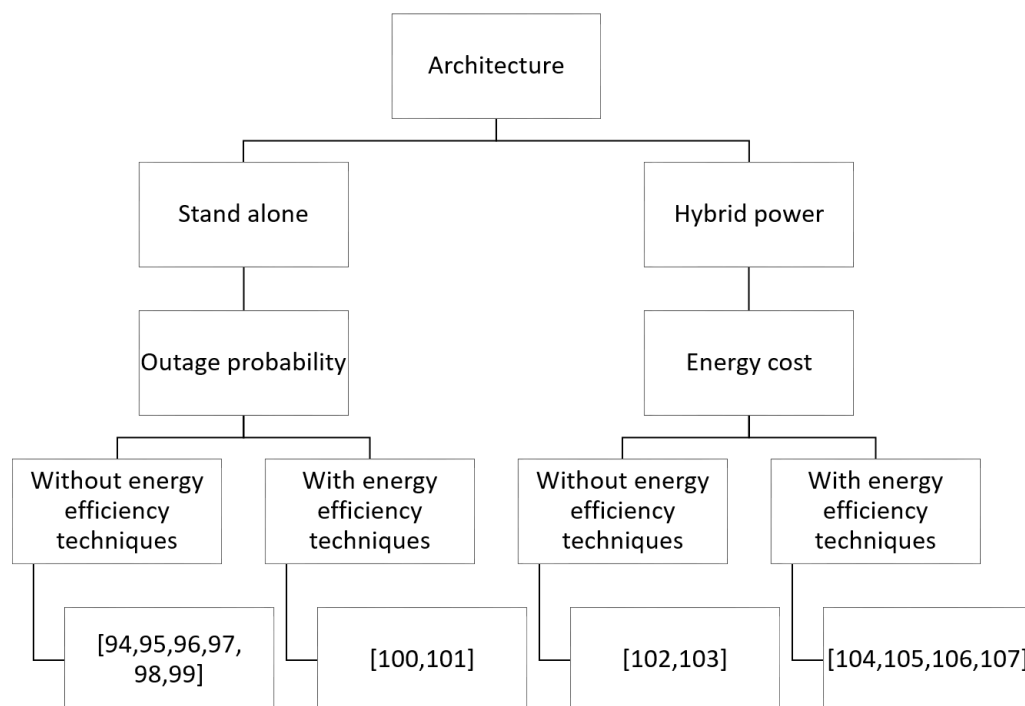 Architecture
Stand alone
Hybrid power
Outage probability
Energy cost
Without energy
efficiency
techniques
With energy
efficiency
techniques
Without energy
efficiency
techniques
With energy
efficiency
techniques
[94,95,96,97,
98,99]
[100,101]
[102,103]
[104,105,106,107]